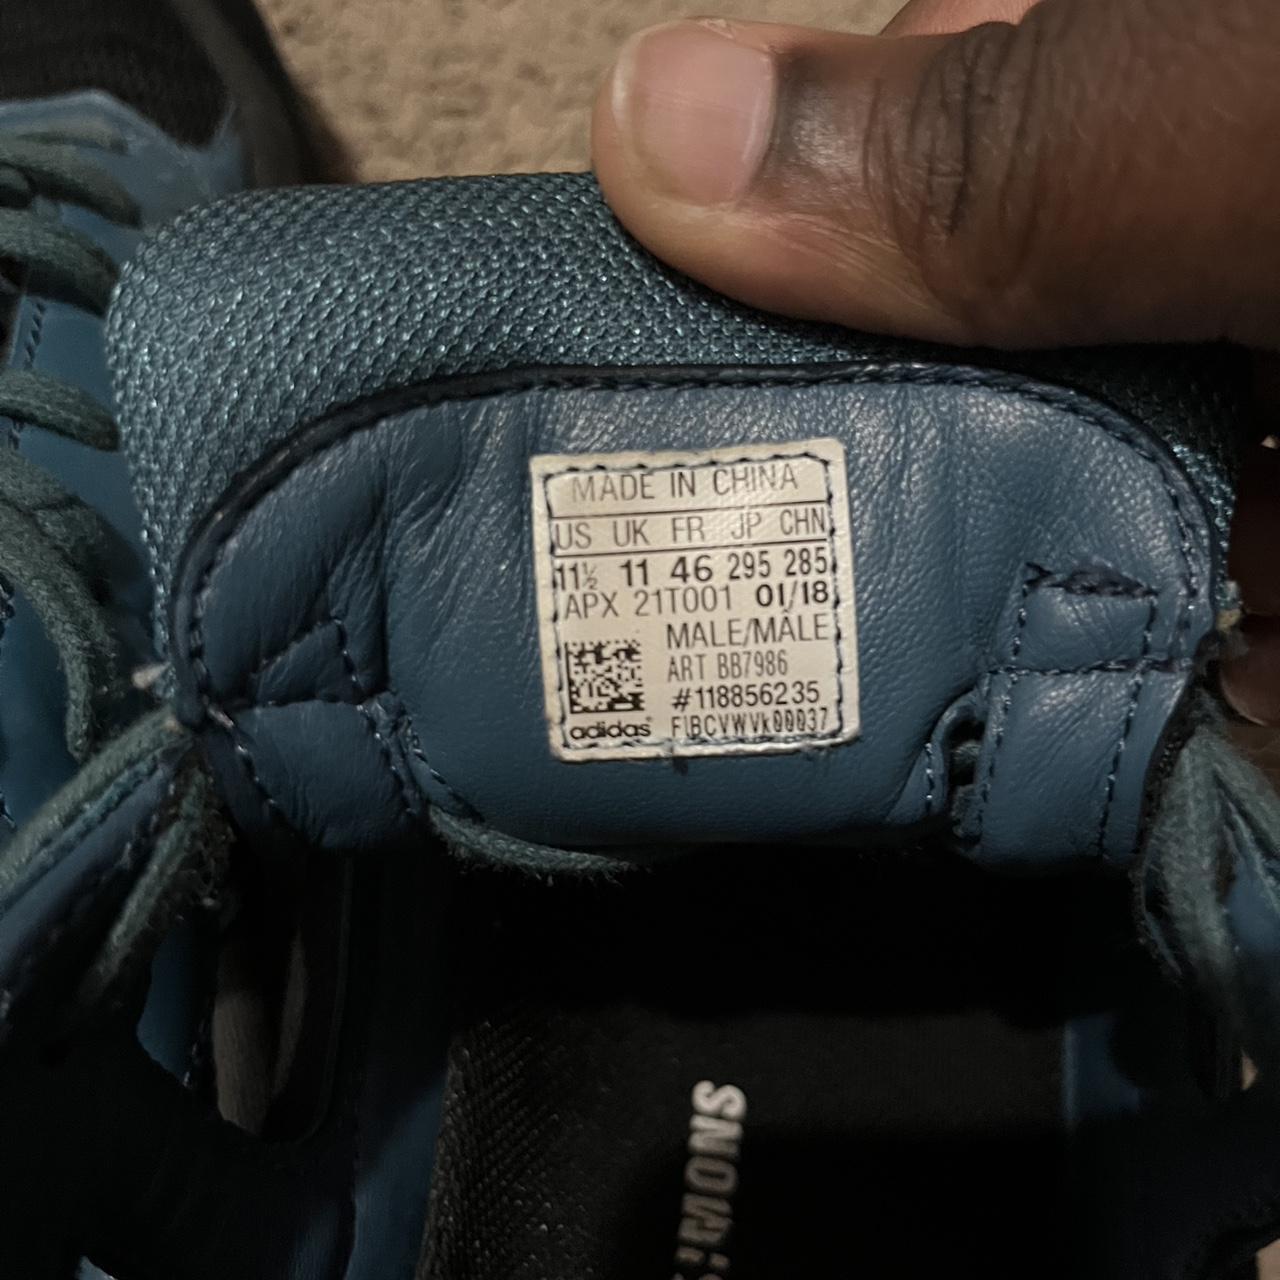 MADE IN CHINA
US UK FR JP CHN
11½ 11 46 295 285
APX 21T001 01/18
MALE/MÂLE
ART BB7986
#118856235
adidas® F1BCVWVk00037